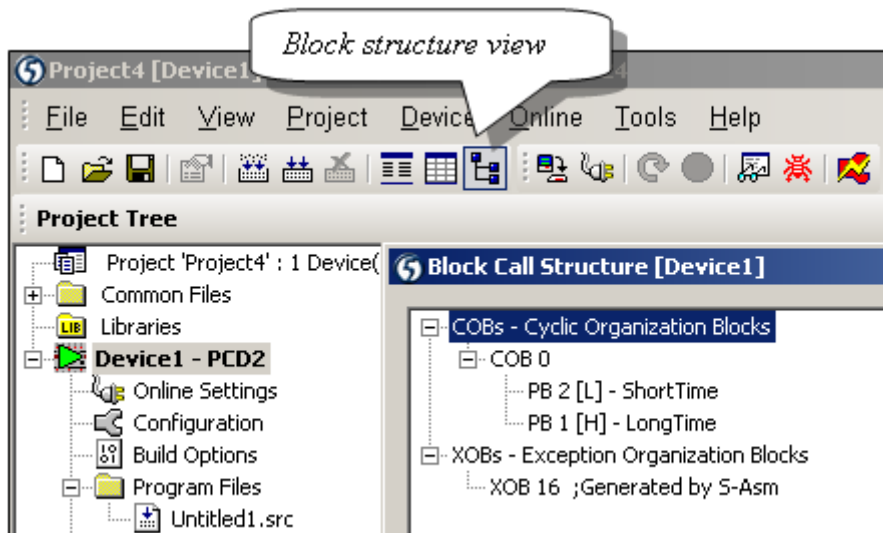 Block structure view
Project4 [Device1]
File Edit View Project Device Online Tools Help
Project Tree
Project 'Project4' : 1 Device(
Common Files
LIB Libraries
Device1 - PCD2
Online Settings
Configuration
Build Options
Program Files
Untitled1.src
Block Call Structure [Device1]
COBs - Cyclic Organization Blocks
COB 0
PB 2 [L] - ShortTime
PB 1 [H] - LongTime
XOBs - Exception Organization Blocks
XOB 16 ;Generated by S-Asm